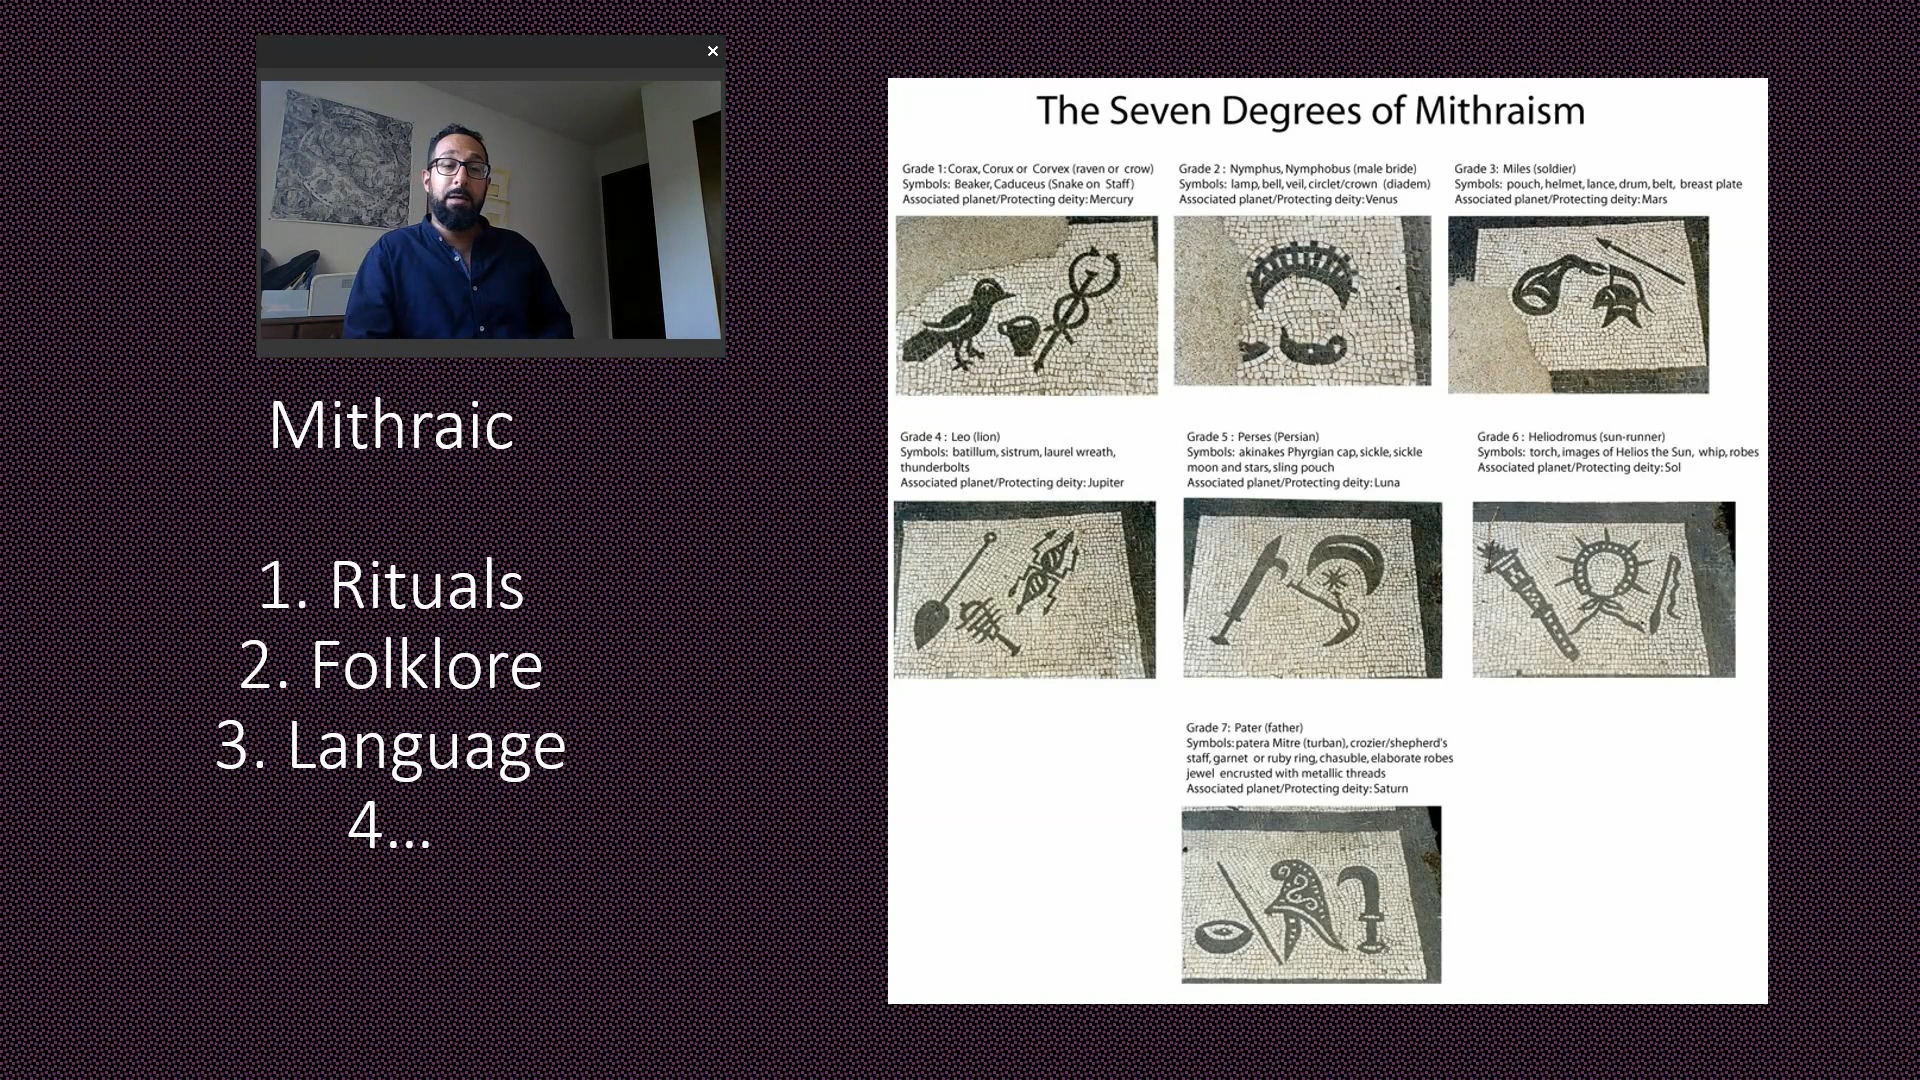 Mithraic
1. Rituals
2. Folklore
3. Language
4...
The Seven Degrees of Mithraism
Grade 1: Corax, Corux or Corvex (raven or crow)
Symbols: Beaker, Caduceus (Snake on Staff)
Associated planet/Protecting deity: Mercury
Grade 2 : Nymphus, Nymphobus (male bride)
Symbols: lamp, bell, veil, circlet/crown (diadem)
Associated planet/Protecting deity: Venus
Grade 3: Miles (soldier)
Symbols: pouch, helmet, lance, drum, belt, breast plate
Associated planet/Protecting deity: Mars
Grade 4 : Leo (lion)
Symbols: batillum, sistrum, laurel wreath,
thunderbolts
Associated planet/Protecting deity: Jupiter
Grade 5 : Perses (Persian)
Symbols: akinakes Phyrgian cap, sickle, sickle
moon and stars, sling pouch
Associated planet/Protecting deity: Luna
Grade 6 : Heliodromus (sun-runner)
Symbols: torch, images of Helios the Sun, whip, robes
Associated planet/Protecting deity: Sol
Grade 7: Pater (father)
Symbols: patera Mitre (turban), crozier/shepherd's
staff, garnet or ruby ring, chasuble, elaborate robes
jewel encrusted with metallic threads
Associated planet/Protecting deity: Saturn